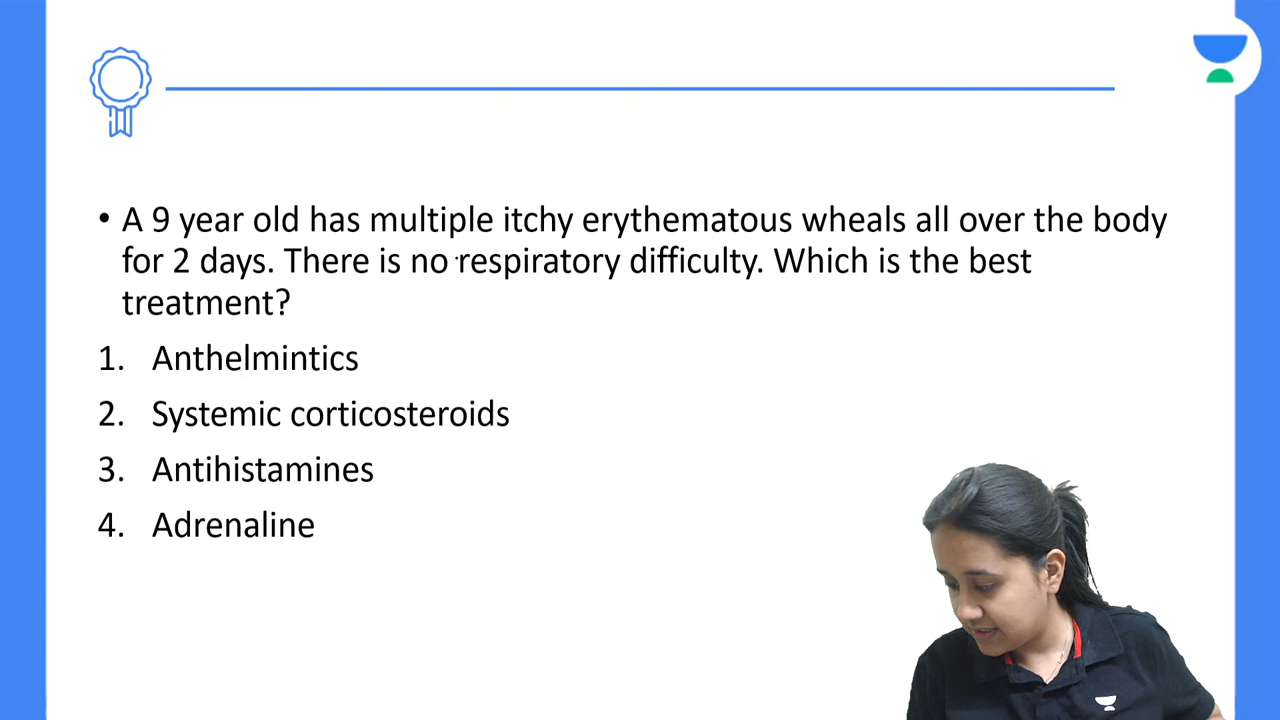 • A 9 year old has multiple itchy erythematous wheals all over the body
for 2 days. There is no respiratory difficulty. Which is the best
treatment?
1. Anthelmintics
2. Systemic corticosteroids
3. Antihistamines
4. Adrenaline